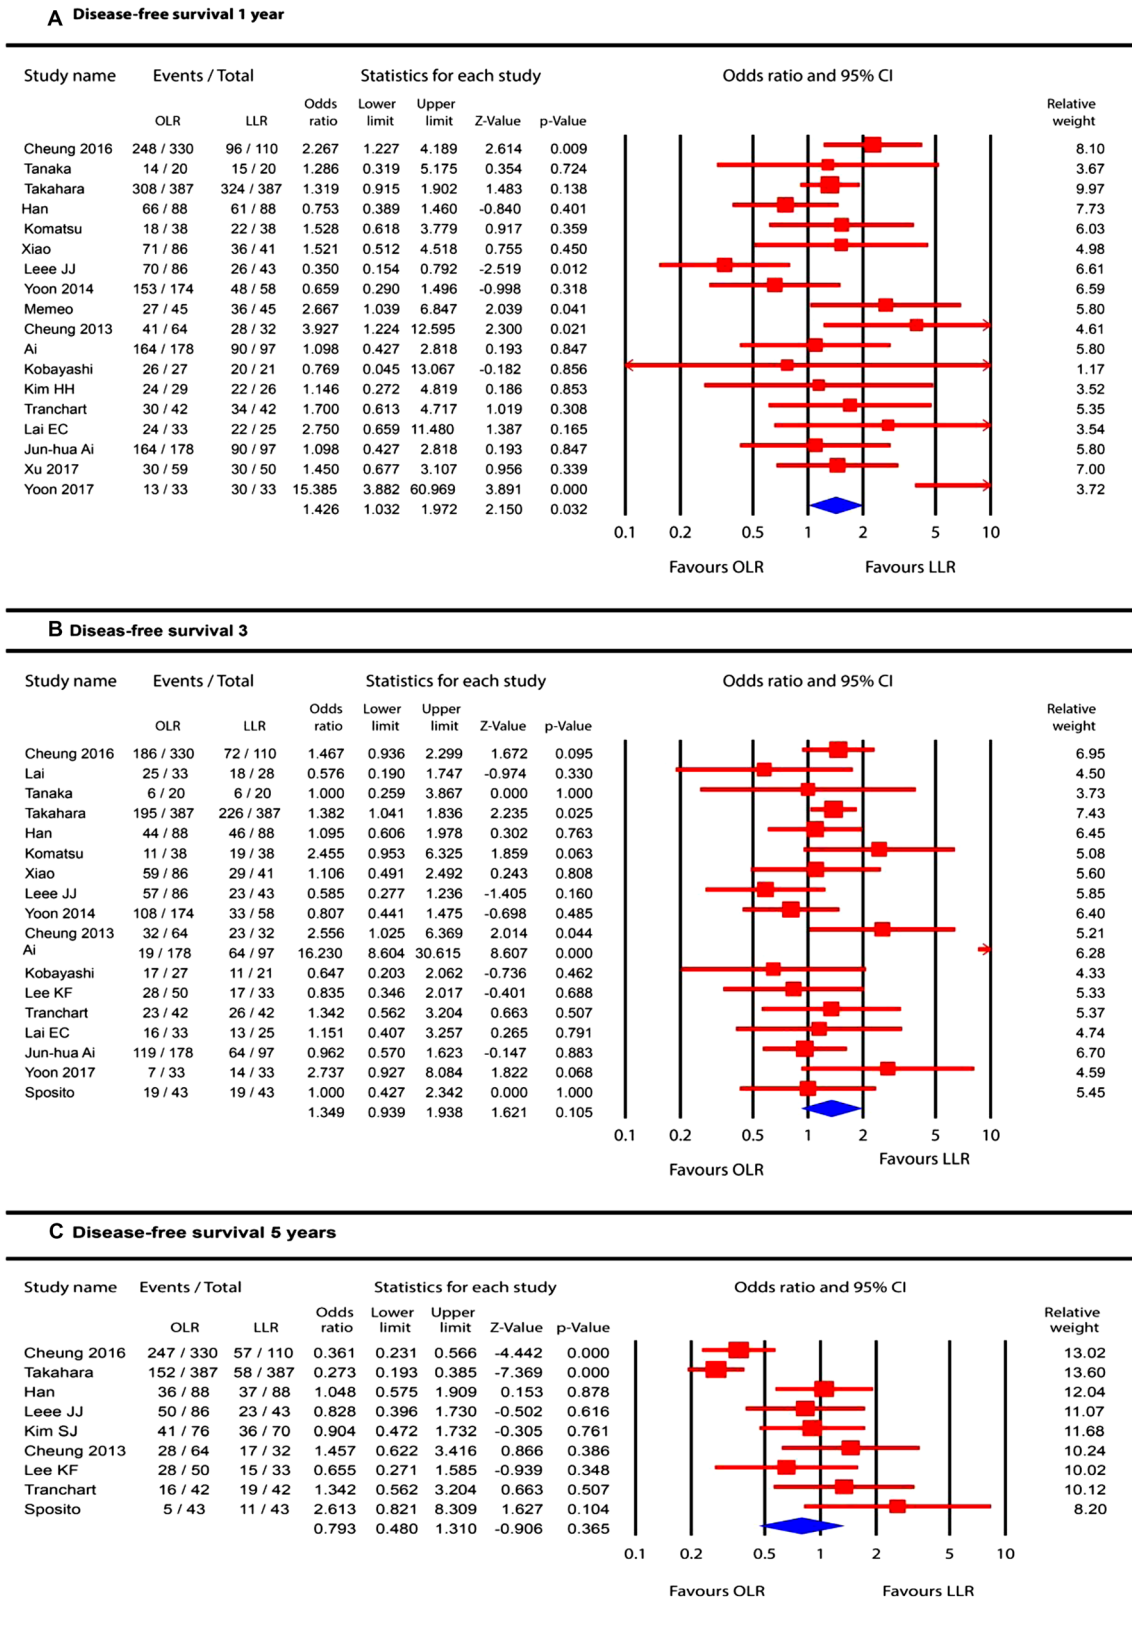 A Disease-free survival 1 year
Study name Events / Total Statistics for each study Odds ratio and 95% CI
Odds Lower Upper Relative
OLR LLR ratio limit limit Z-Value p-Value weight
Cheung 2016 248 / 330 96 / 110 2.267 1.227 4.189 2.614 0.009 8.10
Tanaka 14 / 20 15 / 20 1.286 0.319 5.175 0.354 0.724 3.67
Takahara 308 / 387 324 / 387 1.319 0.915 1.902 1.483 0.138 9.97
Han 66 / 88 61 / 88 0.753 0.389 1.460 -0.840 0.401 7.73
Komatsu 18 / 38 22 / 38 1.528 0.618 3.779 0.917 0.359 6.03
Xiao 71 / 86 36 / 41 1.521 0.512 4.518 0.755 0.450 4.98
Leee JJ 70 / 86 26 / 43 0.350 0.154 0.792 -2.519 0.012 6.61
Yoon 2014 153 / 174 48 / 58 0.659 0.290 1.496 -0.998 0.318 6.59
Memeo 27 / 45 36 / 45 2.667 1.039 6.847 2.039 0.041 5.80
Cheung 2013 41 / 64 28 / 32 3.927 1.224 12.595 2.300 0.021 4.61
Ai 164 / 178 90 / 97 1.098 0.427 2.818 0.193 0.847 5.80
Kobayashi 26 / 27 20 / 21 0.769 0.045 13.067 -0.182 0.856 1.17
Kim HH 24 / 29 22 / 26 1.146 0.272 4.819 0.186 0.853 3.52
Tranchart 30 / 42 34 / 42 1.700 0.613 4.717 1.019 0.308 5.35
Lai EC 24 / 33 22 / 25 2.750 0.659 11.480 1.387 0.165 3.54
Jun-hua Ai 164 / 178 90 / 97 1.098 0.427 2.818 0.193 0.847 5.80
Xu 2017 30 / 59 30 / 50 1.450 0.677 3.107 0.956 0.339 7.00
Yoon 2017 13 / 33 30 / 33 15.385 3.882 60.969 3.891 0.000 3.72
1.426 1.032 1.972 2.150 0.032
0.1 0.2 0.5 1 2 5 10
Favours OLR Favours LLR
B Diseas-free survival 3
Study name Events / Total Statistics for each study Odds ratio and 95% CI
Odds Lower Upper Relative
OLR LLR ratio limit limit Z-Value p-Value weight
Cheung 2016 186 / 330 72 / 110 1.467 0.936 2.299 1.672 0.095 6.95
Lai 25 / 33 18 / 28 0.576 0.190 1.747 -0.974 0.330 4.50
Tanaka 6 / 20 6 / 20 1.000 0.259 3.867 0.000 1.000 3.73
Takahara 195 / 387 226 / 387 1.382 1.041 1.836 2.235 0.025 7.43
Han 44 / 88 46 / 88 1.095 0.606 1.978 0.302 0.763 6.45
Komatsu 11 / 38 19 / 38 2.455 0.953 6.325 1.859 0.063 5.08
Xiao 59 / 86 29 / 41 1.106 0.491 2.492 0.243 0.808 5.60
Leee JJ 57 / 86 23 / 43 0.585 0.277 1.236 -1.405 0.160 5.85
Yoon 2014 108 / 174 33 / 58 0.807 0.441 1.475 -0.698 0.485 6.40
Cheung 2013 32 / 64 23 / 32 2.556 1.025 6.369 2.014 0.044 5.21
Ai 19 / 178 64 / 97 16.230 8.604 30.615 8.607 0.000 6.28
Kobayashi 17 / 27 11 / 21 0.647 0.203 2.062 -0.736 0.462 4.33
Lee KF 28 / 50 17 / 33 0.835 0.346 2.017 -0.401 0.688 5.33
Tranchart 23 / 42 26 / 42 1.342 0.562 3.204 0.663 0.507 5.37
Lai EC 16 / 33 13 / 25 1.151 0.407 3.257 0.265 0.791 4.74
Jun-hua Ai 119 / 178 64 / 97 0.962 0.570 1.623 -0.147 0.883 6.70
Yoon 2017 7 / 33 14 / 33 2.737 0.927 8.084 1.822 0.068 4.59
Sposito 19 / 43 19 / 43 1.000 0.427 2.342 0.000 1.000 5.45
1.349 0.939 1.938 1.621 0.105
0.1 0.2 0.5 1 2 5 10
Favours OLR Favours LLR
C Disease-free survival 5 years
Study name Events / Total Statistics for each study Odds ratio and 95% CI
Odds Lower Upper Relative
OLR LLR ratio limit limit Z-Value p-Value weight
Cheung 2016 247 / 330 57 / 110 0.361 0.231 0.566 -4.442 0.000 13.02
Takahara 152 / 387 58 / 387 0.273 0.193 0.385 -7.369 0.000 13.60
Han 36 / 88 37 / 88 1.048 0.575 1.909 0.153 0.878 12.04
Leee JJ 50 / 86 23 / 43 0.828 0.396 1.730 -0.502 0.616 11.07
Kim SJ 41 / 76 36 / 70 0.904 0.472 1.732 -0.305 0.761 11.68
Cheung 2013 28 / 64 17 / 32 1.457 0.622 3.416 0.866 0.386 10.24
Lee KF 28 / 50 15 / 33 0.655 0.271 1.585 -0.939 0.348 10.02
Tranchart 16 / 42 19 / 42 1.342 0.562 3.204 0.663 0.507 10.12
Sposito 5 / 43 11 / 43 2.613 0.821 8.309 1.627 0.104 8.20
0.793 0.480 1.310 -0.906 0.365
0.1 0.2 0.5 1 2 5 10
Favours OLR Favours LLR